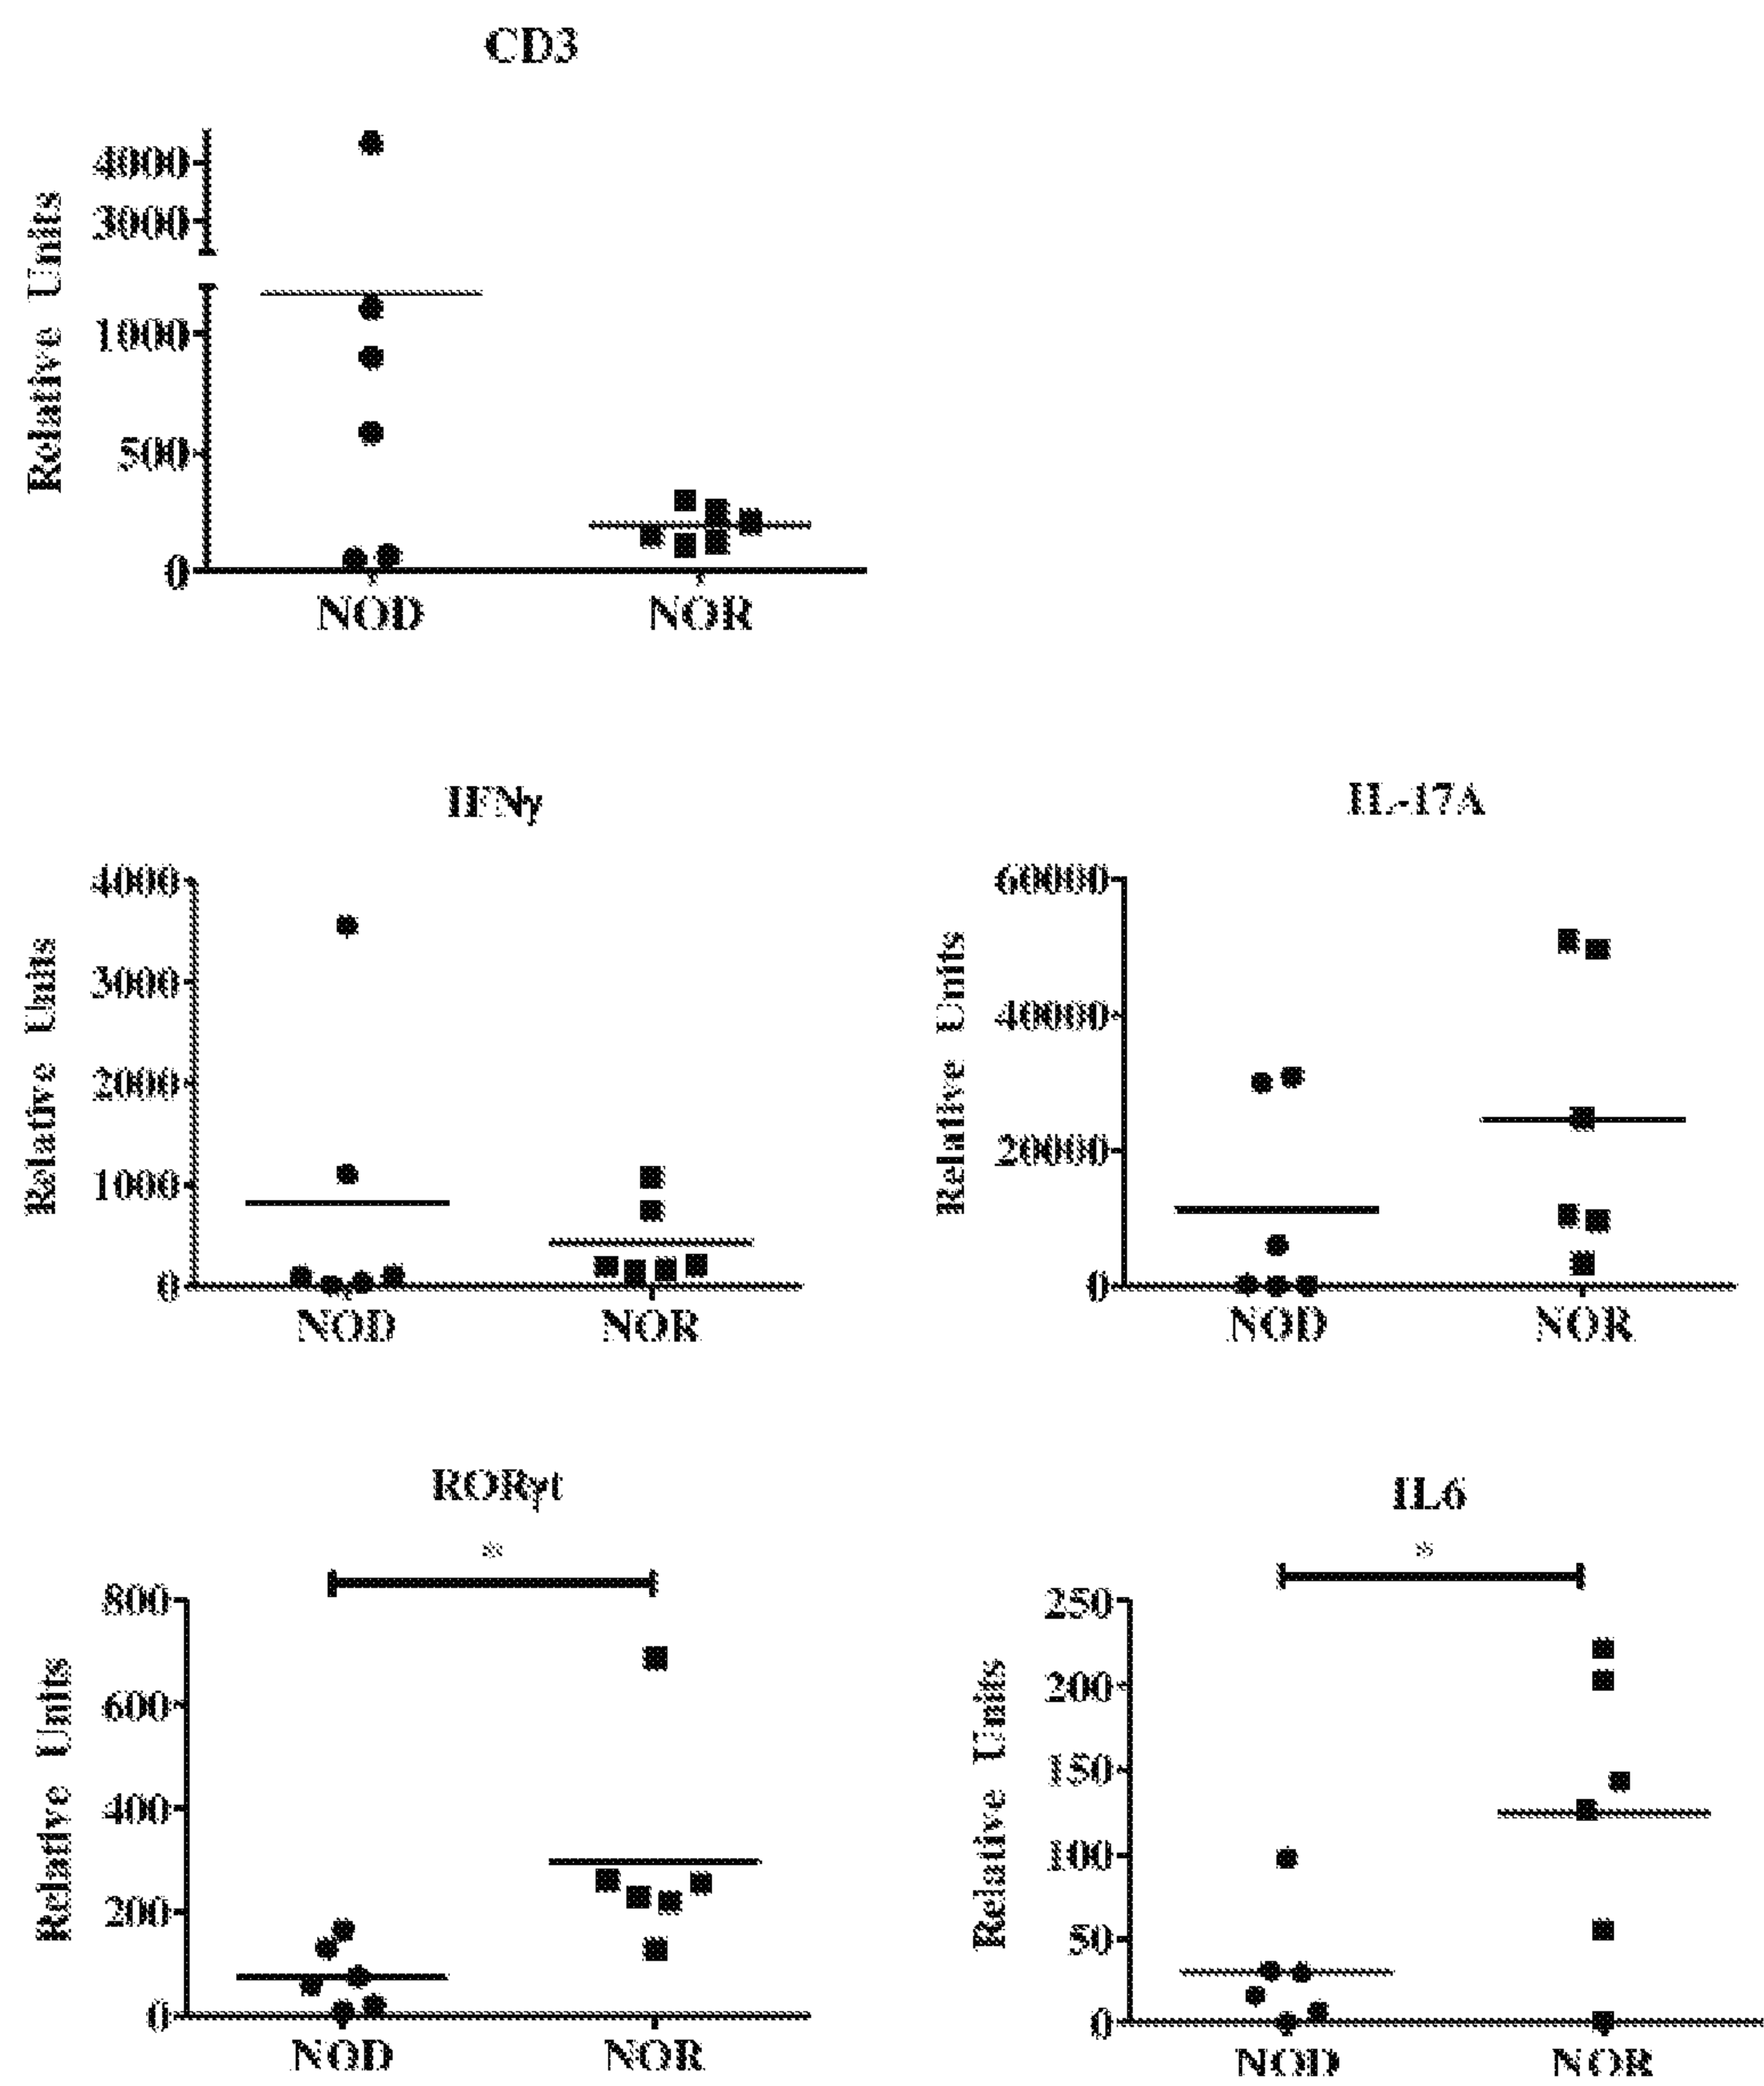 CD3
Relative Units
4000
3000
1000
500
0
NOD NOR
IFNγ
Relative Units
4000
3000
2000
1000
0
NOD NOR
IL-17A
Relative Units
60000
40000
20000
0
NOD NOR
RORγt
*
Relative Units
800
600
400
200
0
NOD NOR
IL6
*
Relative Units
250
200
150
100
50
0
NOD NOR